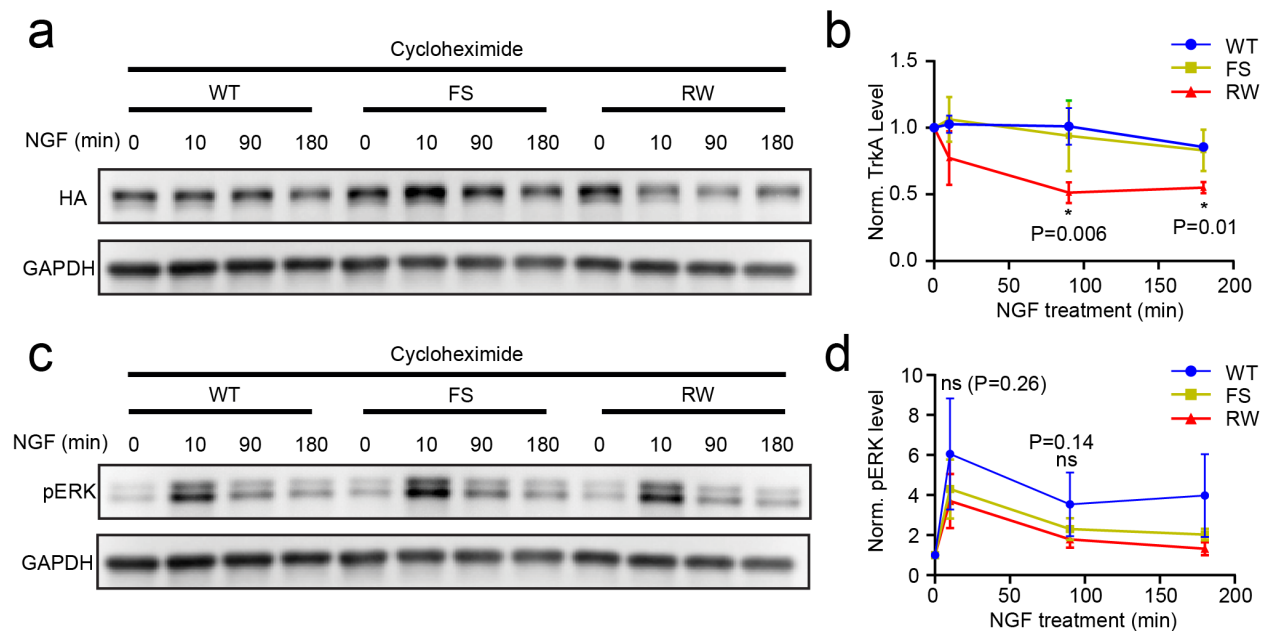 a
Cycloheximide
WT FS RW
NGF (min) 0 10 90 180 0 10 90 180 0 10 90 180
HA
GAPDH
b
WT
FS
RW
Norm. TrkA Level
1.5
1.0
0.5
0.0
*
P=0.006
*
P=0.01
0 50 100 150 200
NGF treatment (min)
c
Cycloheximide
WT FS RW
NGF (min) 0 10 90 180 0 10 90 180 0 10 90 180
pERK
GAPDH
d
WT
FS
RW
Norm. pERK level
10
8
6
4
2
0
ns (P=0.26)
P=0.14
ns
0 50 100 150 200
NGF treatment (min)